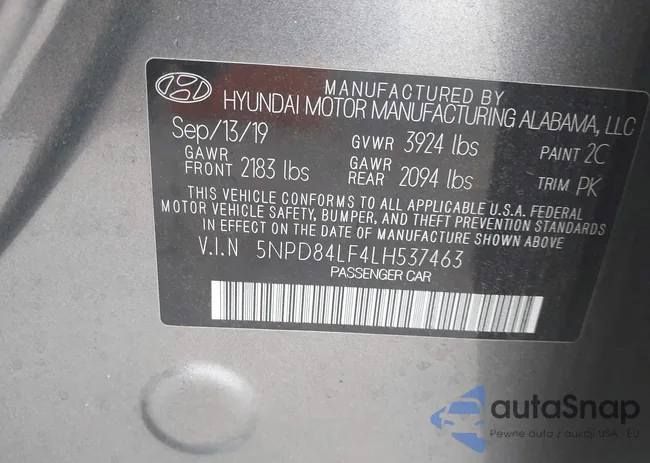 MANUFACTURED BY
HYUNDAI MOTOR MANUFACTURING ALABAMA, LLC
Sep/13/19 GVWR 3924 lbs PAINT 2C
GAWR FRONT 2183 lbs GAWR REAR 2094 lbs TRIM PK
THIS VEHICLE CONFORMS TO ALL APPLICABLE U.S.A. FEDERAL
MOTOR VEHICLE SAFETY, BUMPER, AND THEFT PREVENTION STANDARDS
IN EFFECT ON THE DATE OF MANUFACTURE SHOWN ABOVE
V.I.N 5NPD84LF4LH537463
PASSENGER CAR
autaSnap
Pewne auta z aukcji USA - EU